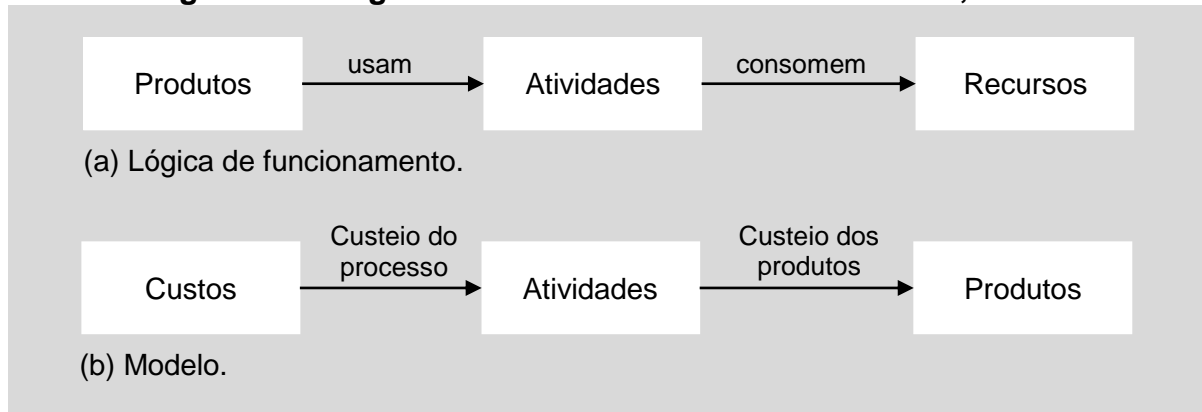 Produtos
usam
Atividades
consomem
Recursos
(a) Lógica de funcionamento.
Custos
Custeio do
processo
Atividades
Custeio dos
produtos
Produtos
(b) Modelo.